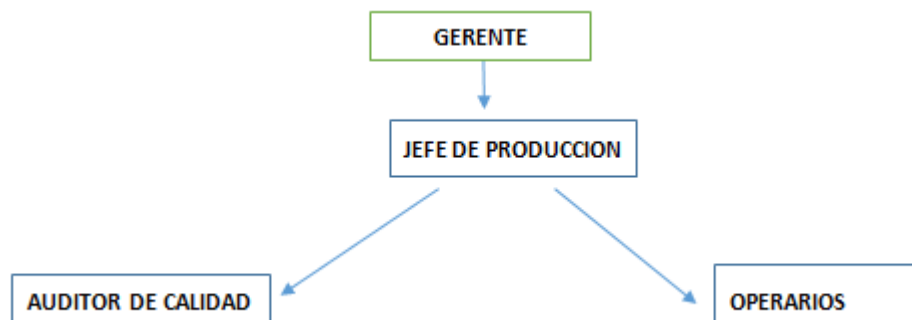 GERENTE
JEFE DE PRODUCCION
AUDITOR DE CALIDAD
OPERARIOS